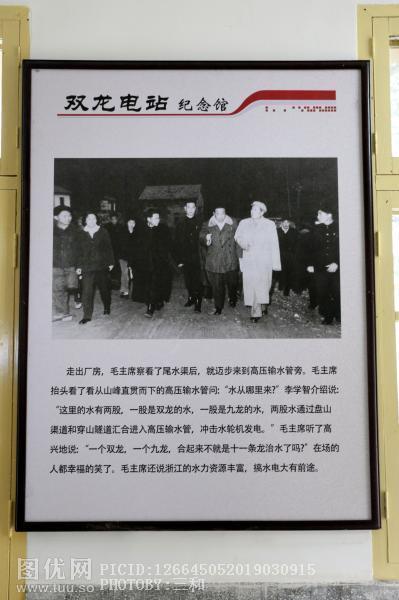 双龙电站 纪念馆
走出厂房，毛主席察看了尾水渠后，就迈步来到高压输水管旁。毛主席
抬头看了看从山峰直贯而下的高压输水管问：“水从哪里来？”李学智介绍说：
“这里的水有两股，一股是双龙的水，一股是九龙的水，两股水通过盘山
渠道和穿山隧道汇合进入高压输水管，冲击水轮机发电。”毛主席听了高
兴地说：“一个双龙，一个九龙，合起来不就是十一条龙治水了吗？”在场的
人都幸福的笑了。毛主席还说浙江的水力资源丰富，搞水电大有前途。
图优网 PICID:126645052019030915
www.tuu.so PHOTOBY:三和